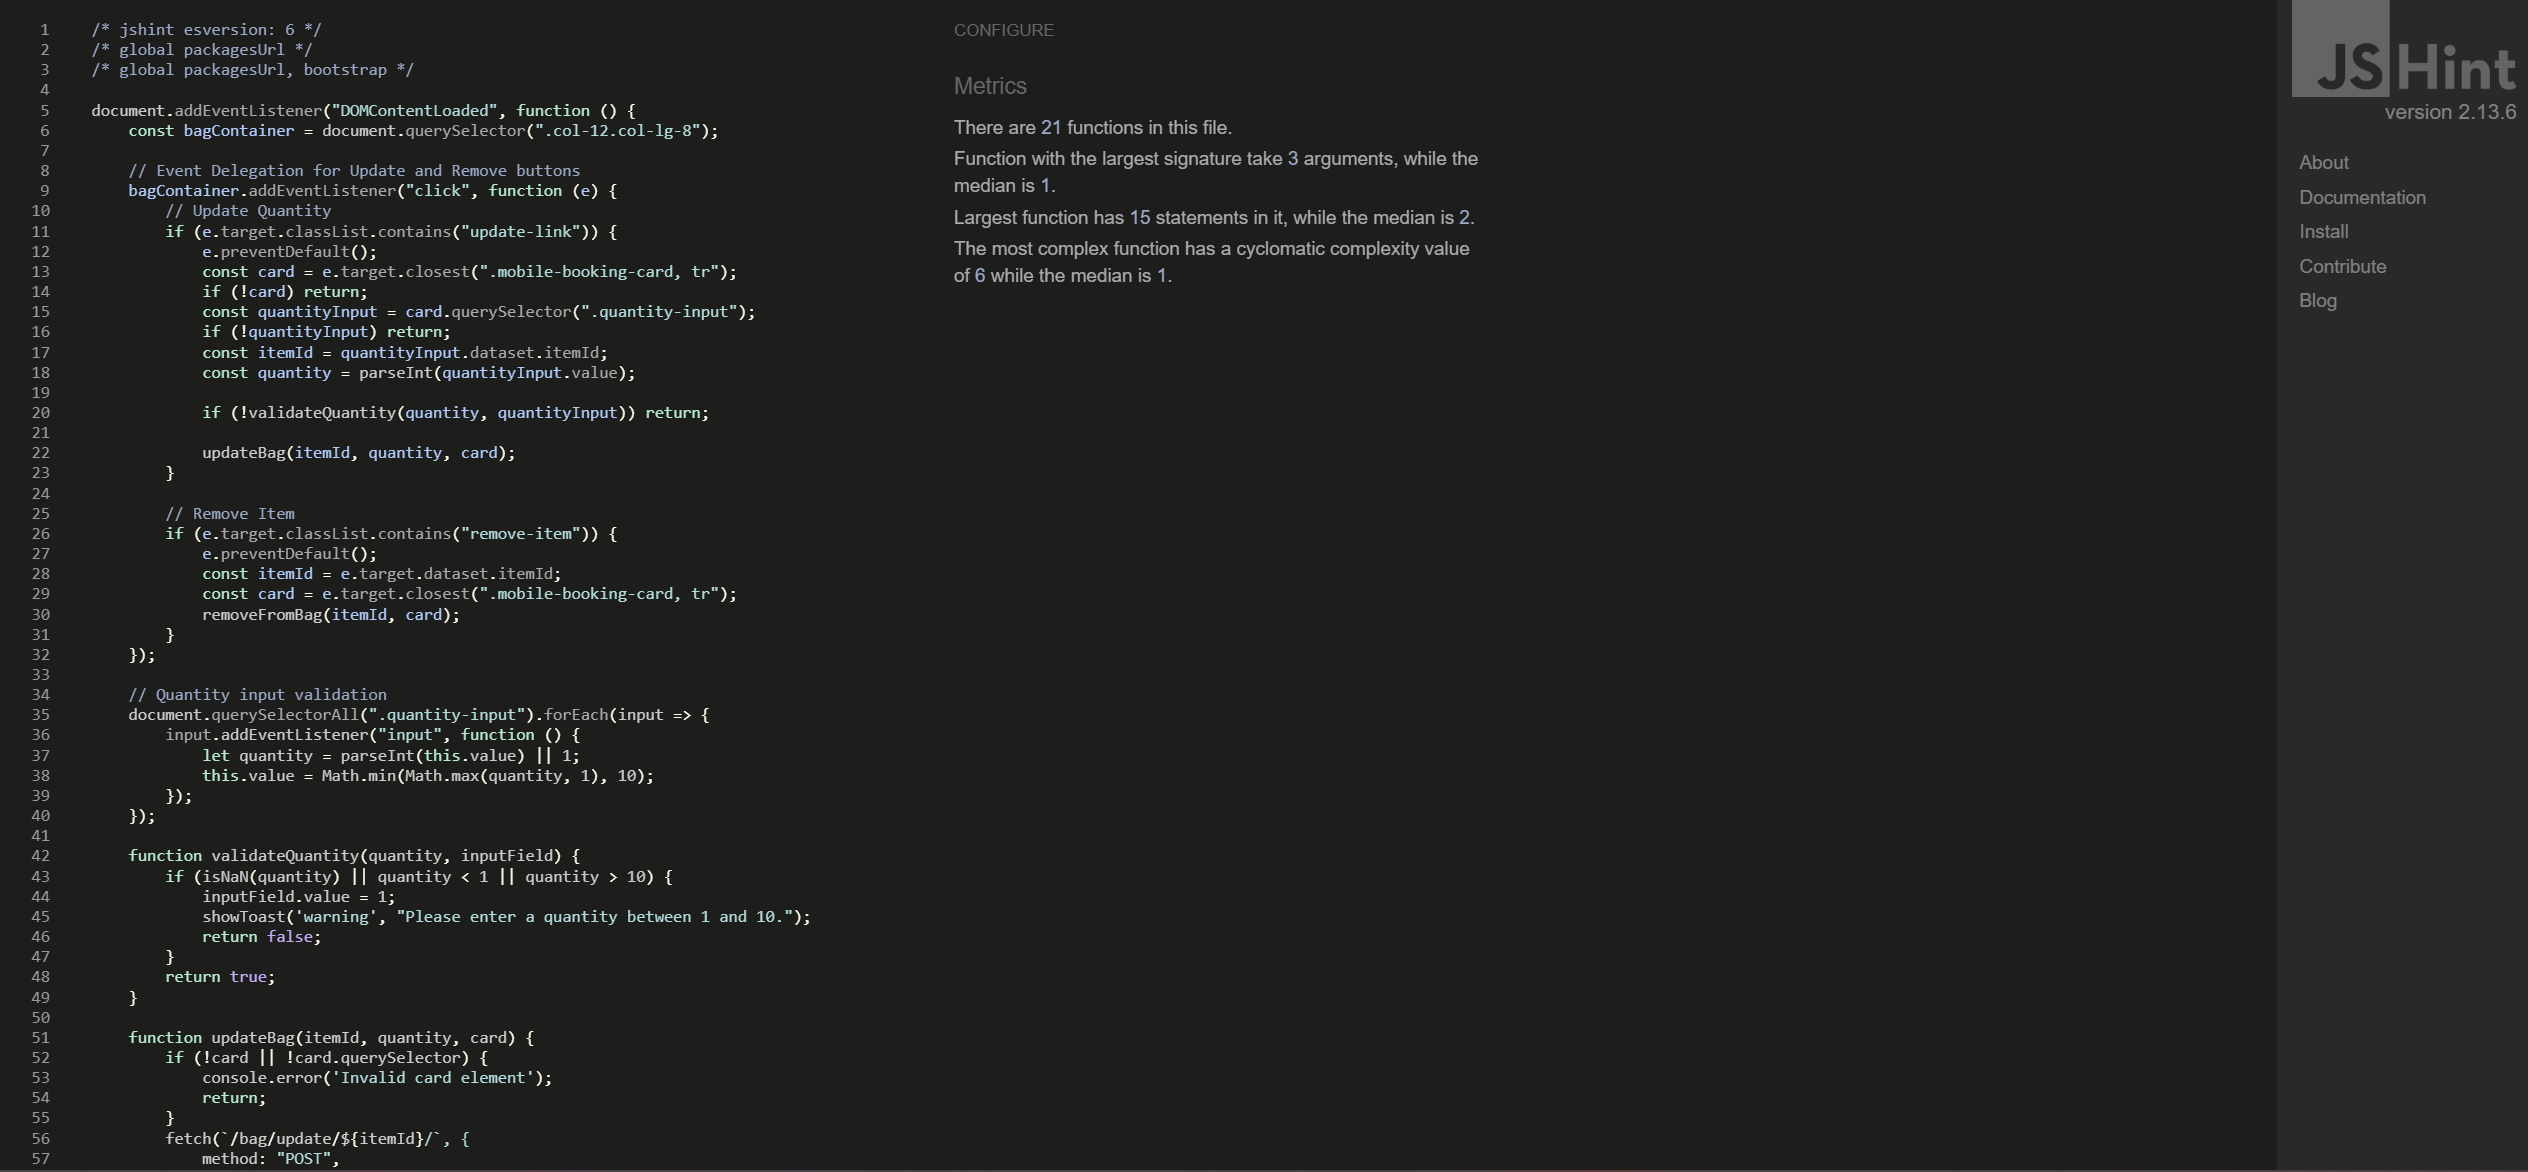 1 /* jshint esversion: 6 */
2 /* global packagesUrl */
3 /* global packagesUrl, bootstrap */
4
5 document.addEventListener("DOMContentLoaded", function () {
6     const bagContainer = document.querySelector(".col-12.col-lg-8");
7
8     // Event Delegation for Update and Remove buttons
9     bagContainer.addEventListener("click", function (e) {
10         // Update Quantity
11         if (e.target.classList.contains("update-link")) {
12             e.preventDefault();
13             const card = e.target.closest(".mobile-booking-card, tr");
14             if (!card) return;
15             const quantityInput = card.querySelector(".quantity-input");
16             if (!quantityInput) return;
17             const itemId = quantityInput.dataset.itemId;
18             const quantity = parseInt(quantityInput.value);
19
20             if (!validateQuantity(quantity, quantityInput)) return;
21
22             updateBag(itemId, quantity, card);
23         }
24
25         // Remove Item
26         if (e.target.classList.contains("remove-item")) {
27             e.preventDefault();
28             const itemId = e.target.dataset.itemId;
29             const card = e.target.closest(".mobile-booking-card, tr");
30             removeFromBag(itemId, card);
31         }
32     });
33
34     // Quantity input validation
35     document.querySelectorAll(".quantity-input").forEach(input => {
36         input.addEventListener("input", function () {
37             let quantity = parseInt(this.value) || 1;
38             this.value = Math.min(Math.max(quantity, 1), 10);
39         });
40     });
41
42     function validateQuantity(quantity, inputField) {
43         if (isNaN(quantity) || quantity < 1 || quantity > 10) {
44             inputField.value = 1;
45             showToast('warning', "Please enter a quantity between 1 and 10.");
46             return false;
47         }
48         return true;
49     }
50
51     function updateBag(itemId, quantity, card) {
52         if (!card || !card.querySelector) {
53             console.error('Invalid card element');
54             return;
55         }
56         fetch(`/bag/update/${itemId}/`, {
57             method: "POST",
CONFIGURE
Metrics
There are 21 functions in this file.
Function with the largest signature take 3 arguments, while the
median is 1.
Largest function has 15 statements in it, while the median is 2.
The most complex function has a cyclomatic complexity value
of 6 while the median is 1.
JSHint
version 2.13.6
About
Documentation
Install
Contribute
Blog